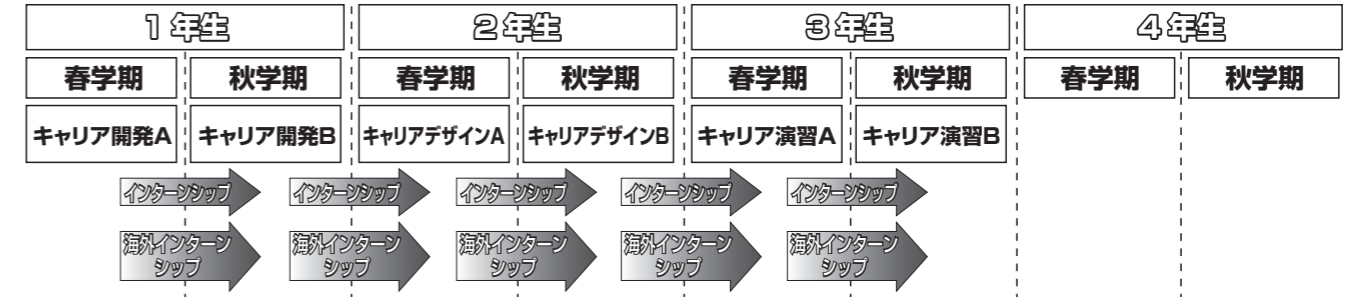 1年生 2年生 3年生 4年生
春学期 秋学期 春学期 秋学期 春学期 秋学期 春学期 秋学期
キャリア開発A キャリア開発B キャリアデザインA キャリアデザインB キャリア演習A キャリア演習B
インターンシップ インターンシップ インターンシップ インターンシップ インターンシップ
海外インターン 海外インターン 海外インターン 海外インターン 海外インターン
シップ シップ シップ シップ シップ